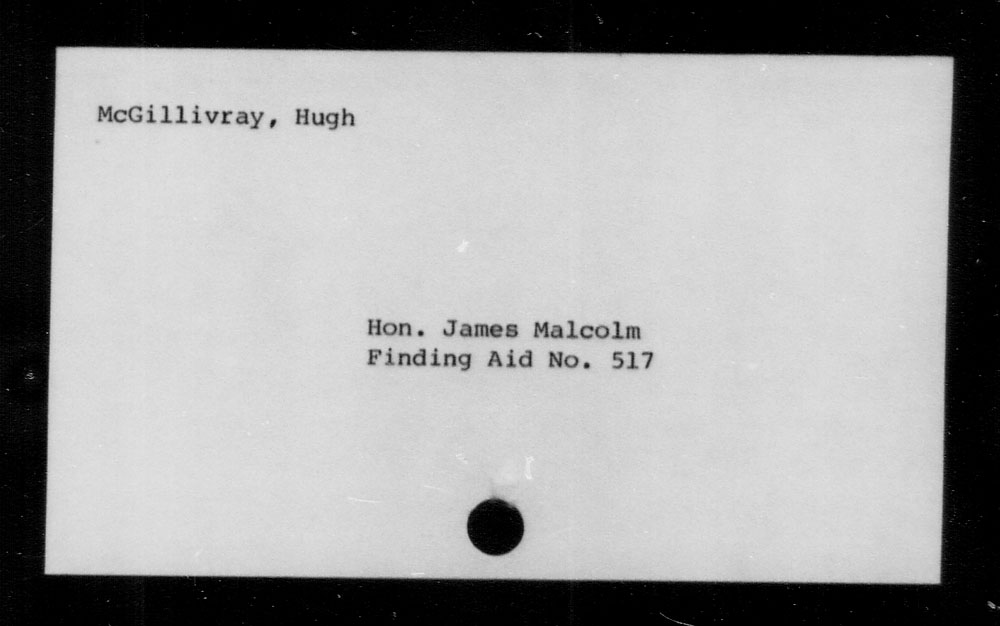 McGillivray, Hugh
Hon. James Malcolm
Finding Aid No. 517